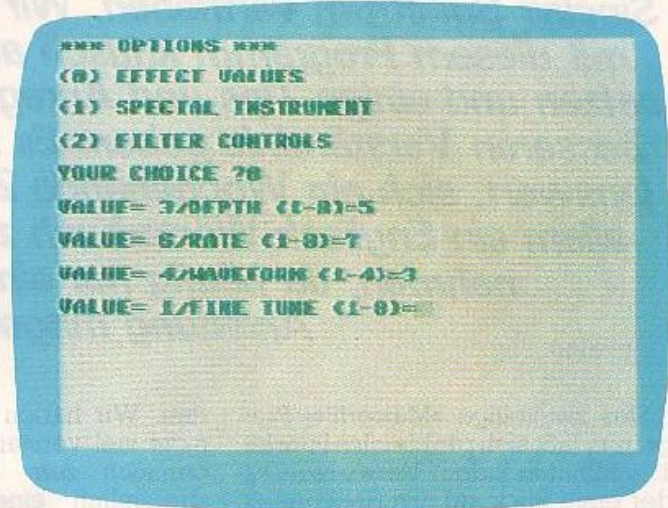 *** OPTIONS ***
(0) EFFECT VALUES
(1) SPECIAL INSTRUMENT
(2) FILTER CONTROLS
YOUR CHOICE ?0
VALUE= 3/DEPTH (1-8)=5
VALUE= 6/RATE (1-8)=7
VALUE= 4/WAVEFORM (1-4)=3
VALUE= 1/FINE TUNE (1-8)=